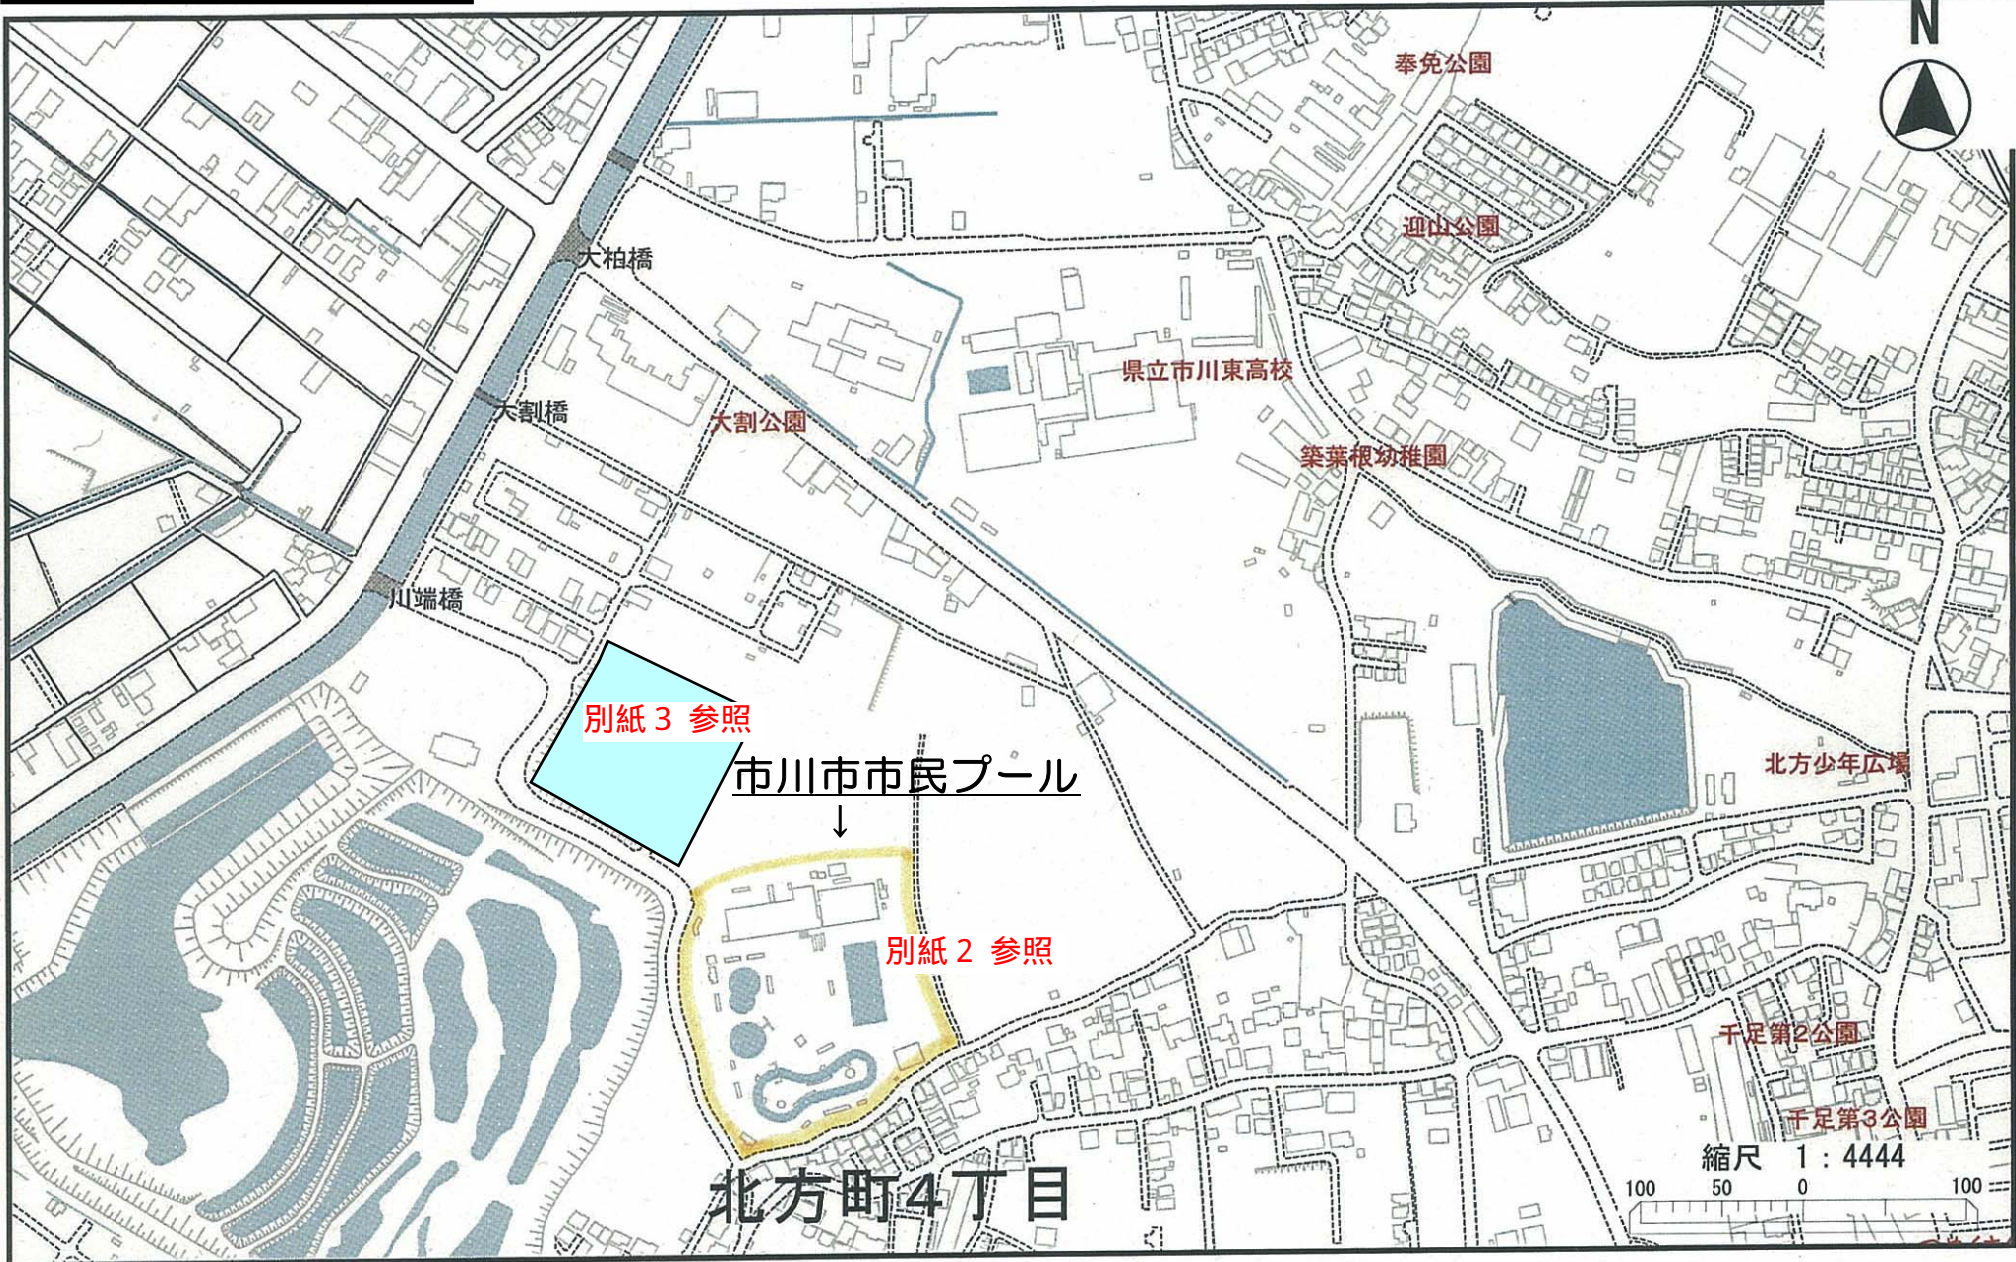 N
奉免公園
迎山公園
大柏橋
県立市川東高校
大割橋
大割公園
築葉根幼稚園
川端橋
別紙3 参照
市川市市民プール
↓
北方少年広場
別紙2 参照
千足第2公園
千足第3公園
北方町4丁目
縮尺 1:4444
100 50 0 100